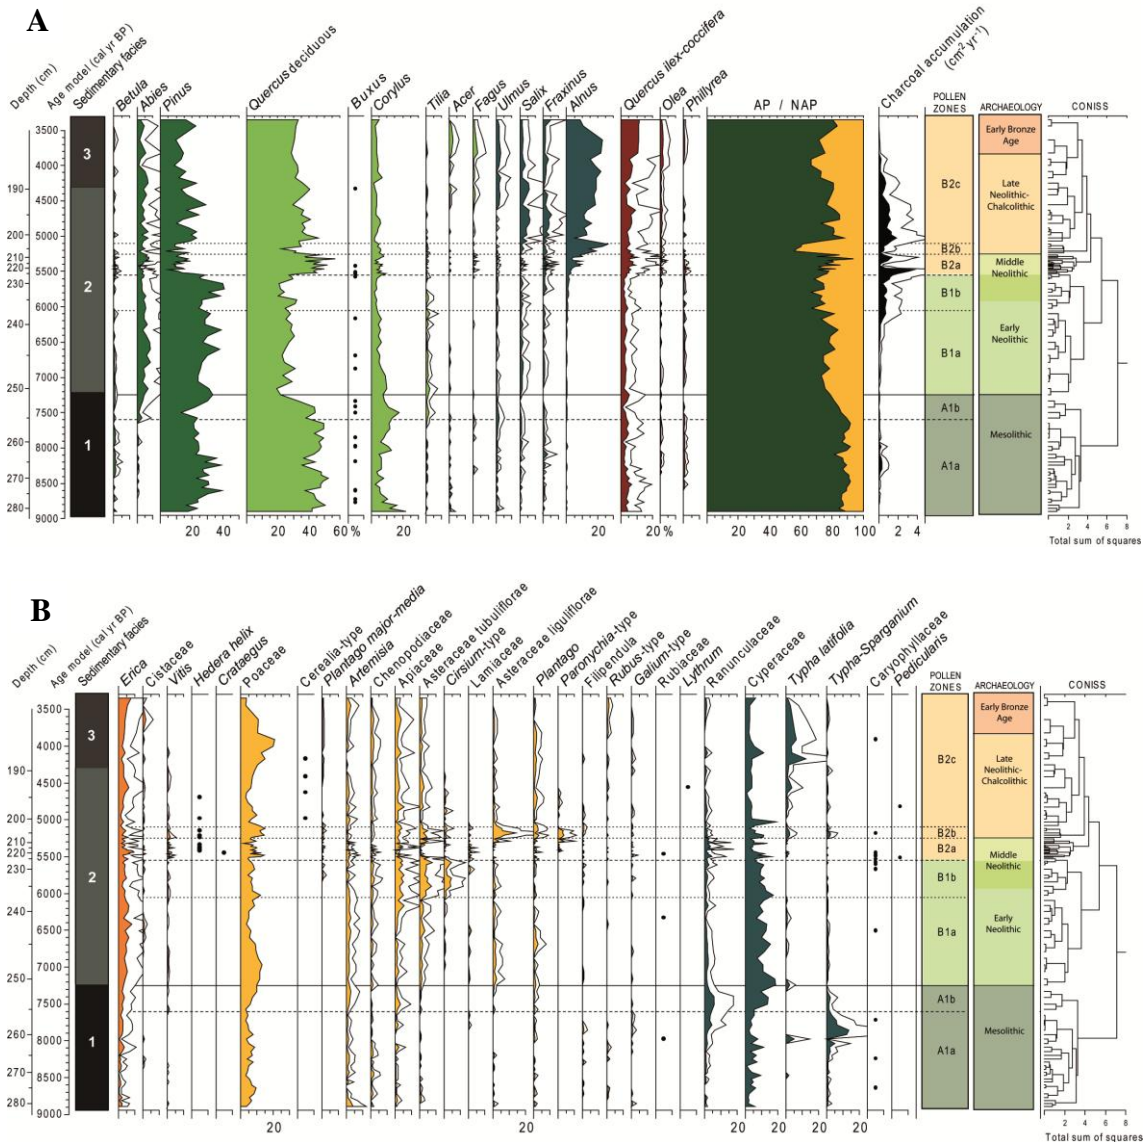 A
Depth (cm)
Age model (cal yr BP)
Sedimentary facies
Betula
Abies
Pinus
Quercus deciduous
Buxus
Corylus
Tilia
Acer
Fagus
Ulmus
Salix
Fraxinus
Alnus
Quercus ilex-coccifera
Olea
Phillyrea
AP / NAP
Charcoal accumulation
(cm² yr⁻¹)
POLLEN
ZONES
ARCHAEOLOGY
CONISS
190
200
210
220
230
240
250
260
270
280
3500
4000
4500
5000
5500
6000
6500
7000
7500
8000
8500
9000
3
2
1
B2c
B2b
B2a
B1b
B1a
A1b
A1a
Early Bronze
Age
Late
Neolithic-
Chalcolithic
Middle
Neolithic
Early
Neolithic
Mesolithic
20 40
20 40 60 %
20
20
20 %
20 40 60 80 100
2 4
2 4 6 8
Total sum of squares
B
Depth (cm)
Age model (cal yr BP)
Sedimentary facies
Erica
Cistaceae
Vitis
Hedera helix
Crataegus
Poaceae
Cerealia-type
Plantago major-media
Artemisia
Chenopodiaceae
Apiaceae
Asteraceae tubuliflorae
Cirsium-type
Lamiaceae
Asteraceae liguliflorae
Plantago
Paronychia-type
Filipendula
Rubus-type
Galium-type
Rubiaceae
Lythrum
Ranunculaceae
Cyperaceae
Typha latifolia
Typha-Sparganium
Caryophyllaceae
Pedicularis
POLLEN
ZONES
ARCHAEOLOGY
CONISS
190
200
210
220
230
240
250
260
270
280
3500
4000
4500
5000
5500
6000
6500
7000
7500
8000
8500
9000
3
2
1
B2c
B2b
B2a
B1b
B1a
A1b
A1a
Early Bronze
Age
Late
Neolithic-
Chalcolithic
Middle
Neolithic
Early
Neolithic
Mesolithic
20
20
20
20
20
20
2 4 6 8
Total sum of squares